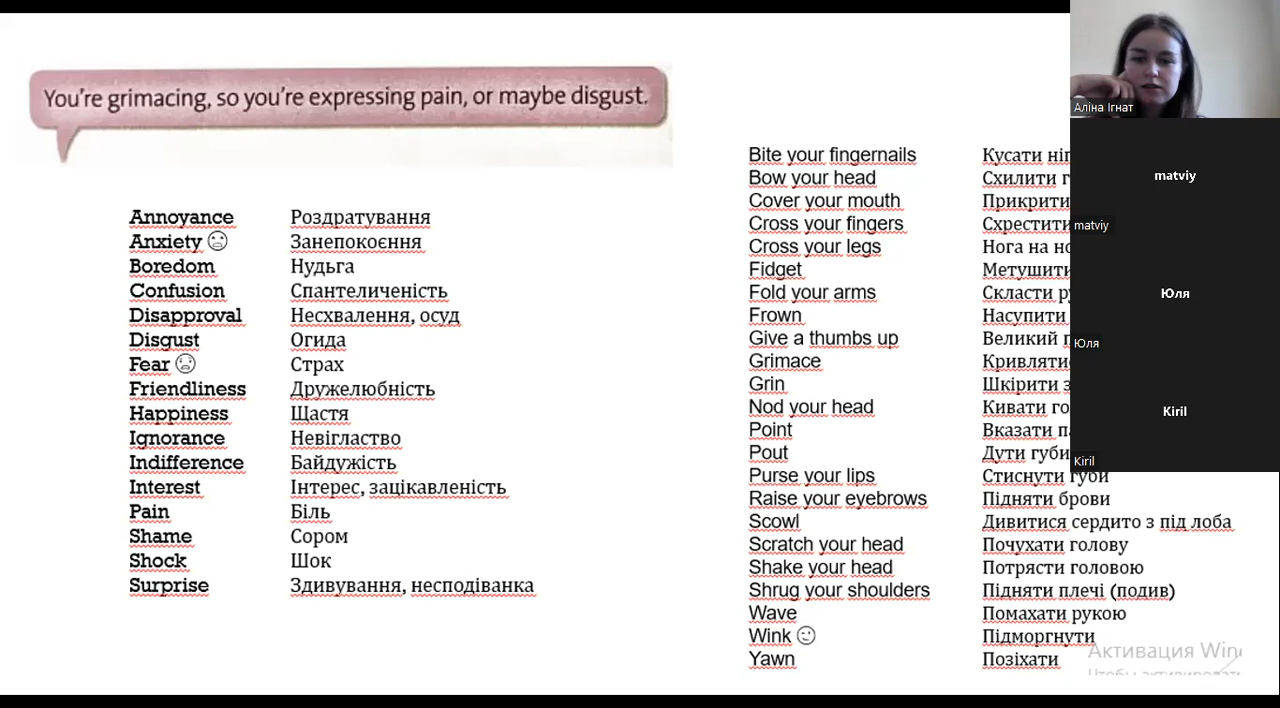 You're grimacing, so you're expressing pain, or maybe disgust.
Annoyance Роздратування
Anxiety Занепокоєння
Boredom Нудьга
Confusion Спантеличеність
Disapproval Несхвалення, осуд
Disgust Огида
Fear Страх
Friendliness Дружелюбність
Happiness Щастя
Ignorance Невігластво
Indifference Байдужість
Interest Інтерес, зацікавленість
Pain Біль
Shame Сором
Shock Шок
Surprise Здивування, несподіванка
Bite your fingernails Кусати
Bow your head Схилити
Cover your mouth Прикрити
Cross your fingers Схрестити
Cross your legs Нога на
Fidget
Fold your arms Скласти
Frown Насупити
Give a thumbs up Великий
Grimace
Grin Шкірити
Nod your head Кивати
Point Вказати
Pout Дути губи
Purse your lips Стиснути губи
Raise your eyebrows Підняти брови
Scowl Дивитися сердито з під лоба
Scratch your head Почухати голову
Shake your head Потрясти головою
Shrug your shoulders Підняти плечі (подив)
Wave Помахати рукою
Wink Підморгнути
Yawn Позіхати
Аліна Ігнат
matviy
matviy
Юля
Юля
Kiril
Kiril
Активация